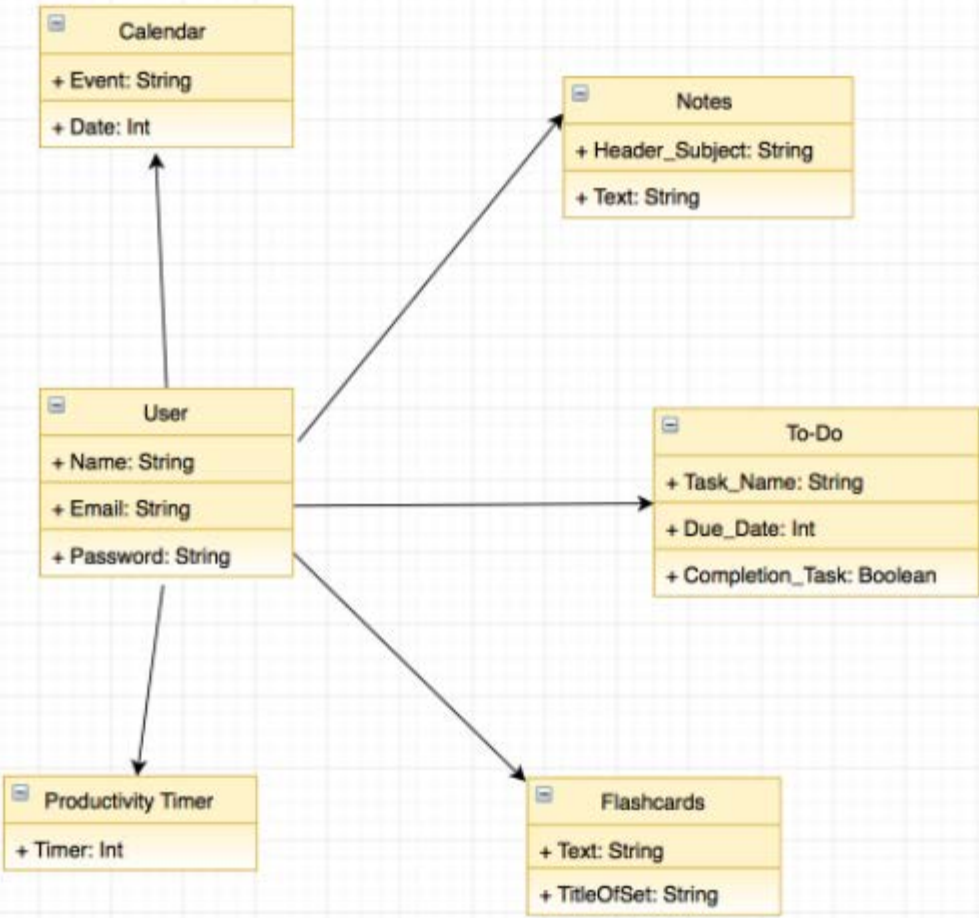 Calendar
+ Event: String
+ Date: Int
Notes
+ Header_Subject: String
+ Text: String
User
+ Name: String
+ Email: String
+ Password: String
To-Do
+ Task_Name: String
+ Due_Date: Int
+ Completion_Task: Boolean
Productivity Timer
+ Timer: Int
Flashcards
+ Text: String
+ TitleOfSet: String